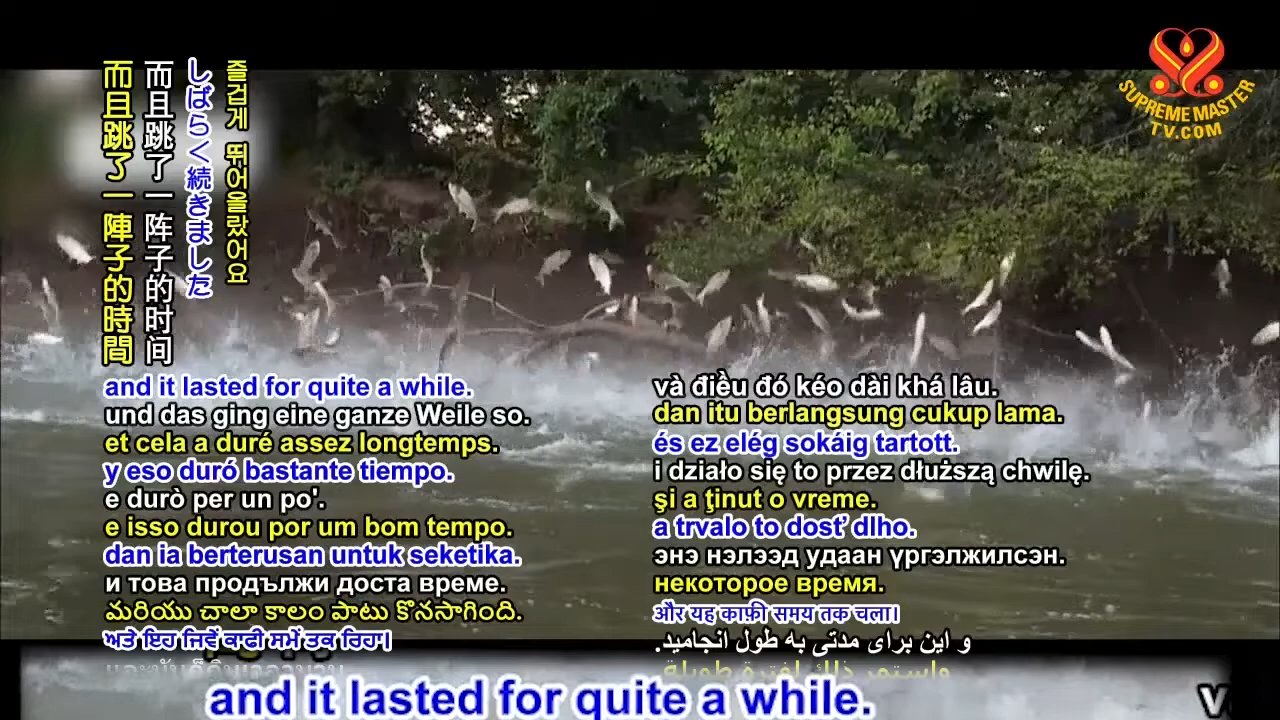 而且跳了一陣子的時間
而且跳了一阵子的时间
しばらく続きました
즐겁게 뛰어올랐어요
SUPREME MASTER
TV.COM
and it lasted for quite a while.
und das ging eine ganze Weile so.
et cela a duré assez longtemps.
y eso duró bastante tiempo.
e durò per un po'.
e isso durou por um bom tempo.
dan ia berterusan untuk seketika.
и това продължи доста време.
మరియు చాలా కాలం పాటు కొనసాగింది.
ਅਤੇ ਇਹ ਜਿਵੇਂ ਕਾਫੀ ਸਮੇਂ ਤਕ ਰਿਹਾ।
và điều đó kéo dài khá lâu.
dan itu berlangsung cukup lama.
és ez elég sokáig tartott.
i działo się to przez dłuższą chwilę.
şi a ţinut o vreme.
a trvalo to dosť dlho.
энэ нэлээд удаан үргэлжилсэн.
некоторое время.
और यह काफ़ी समय तक चला।
و این برای مدتی به طول انجامید.
واستمر ذلك لفترة طويلة
and it lasted for quite a while.